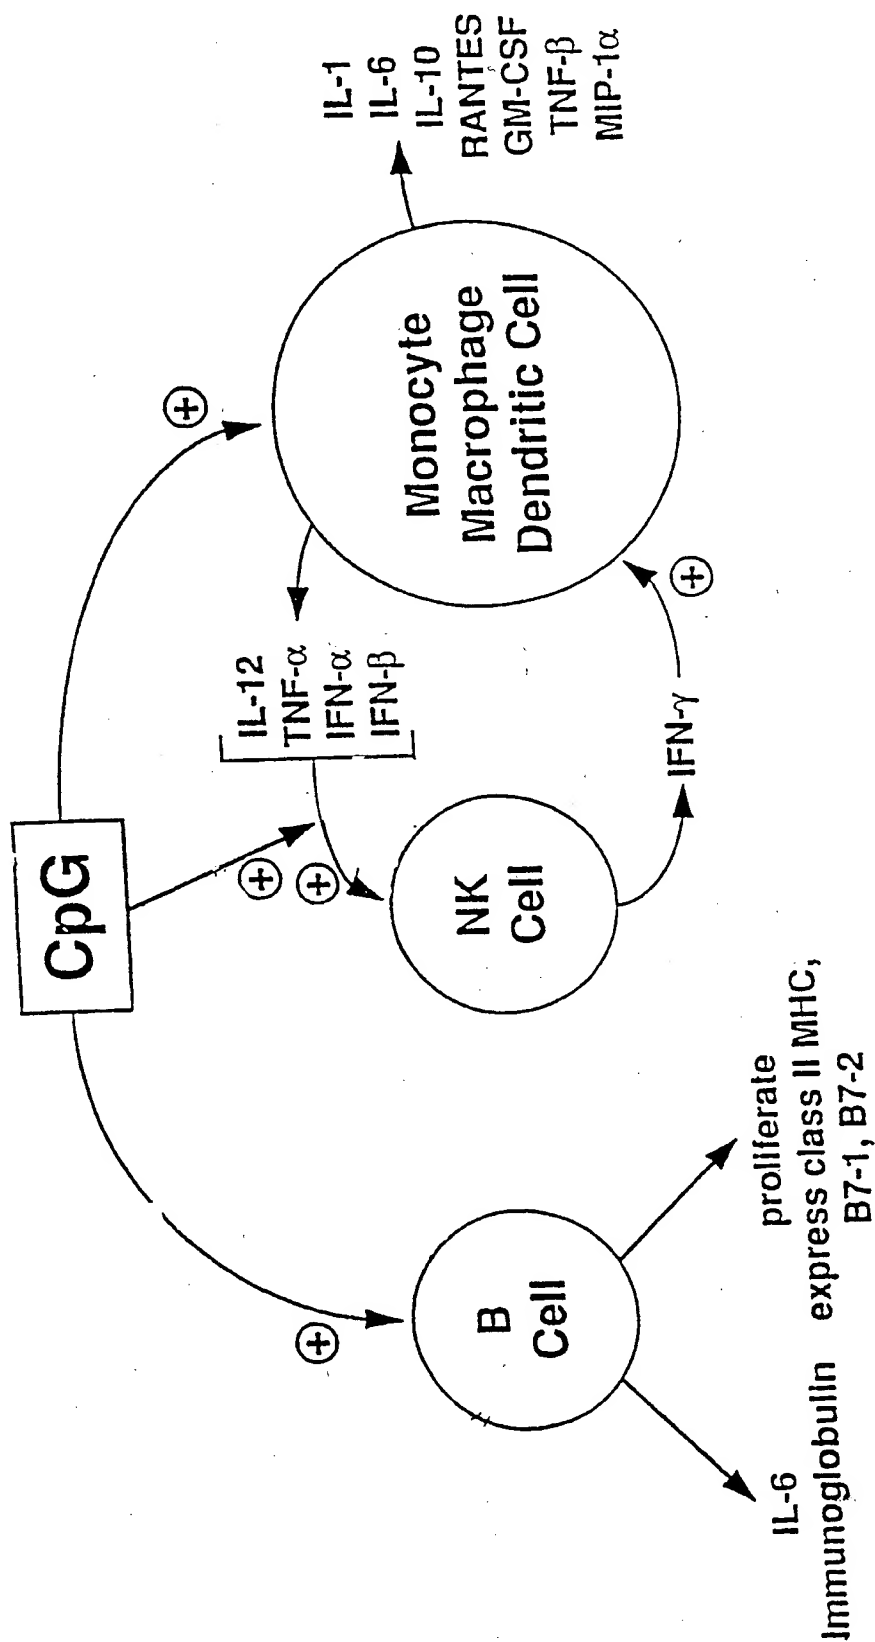 CpG
IL-12
TNF-α
IFN-α
IFN-β
IL-1
IL-6
IL-10
RANTES
GM-CSF
TNF-β
MIP-1α
B
Cell
NK
Cell
Monocyte
Macrophage
Dendritic Cell
IFN-γ
IL-6
Immunoglobulin
proliferate
express class II MHC,
B7-1, B7-2
+
+
+
+
+